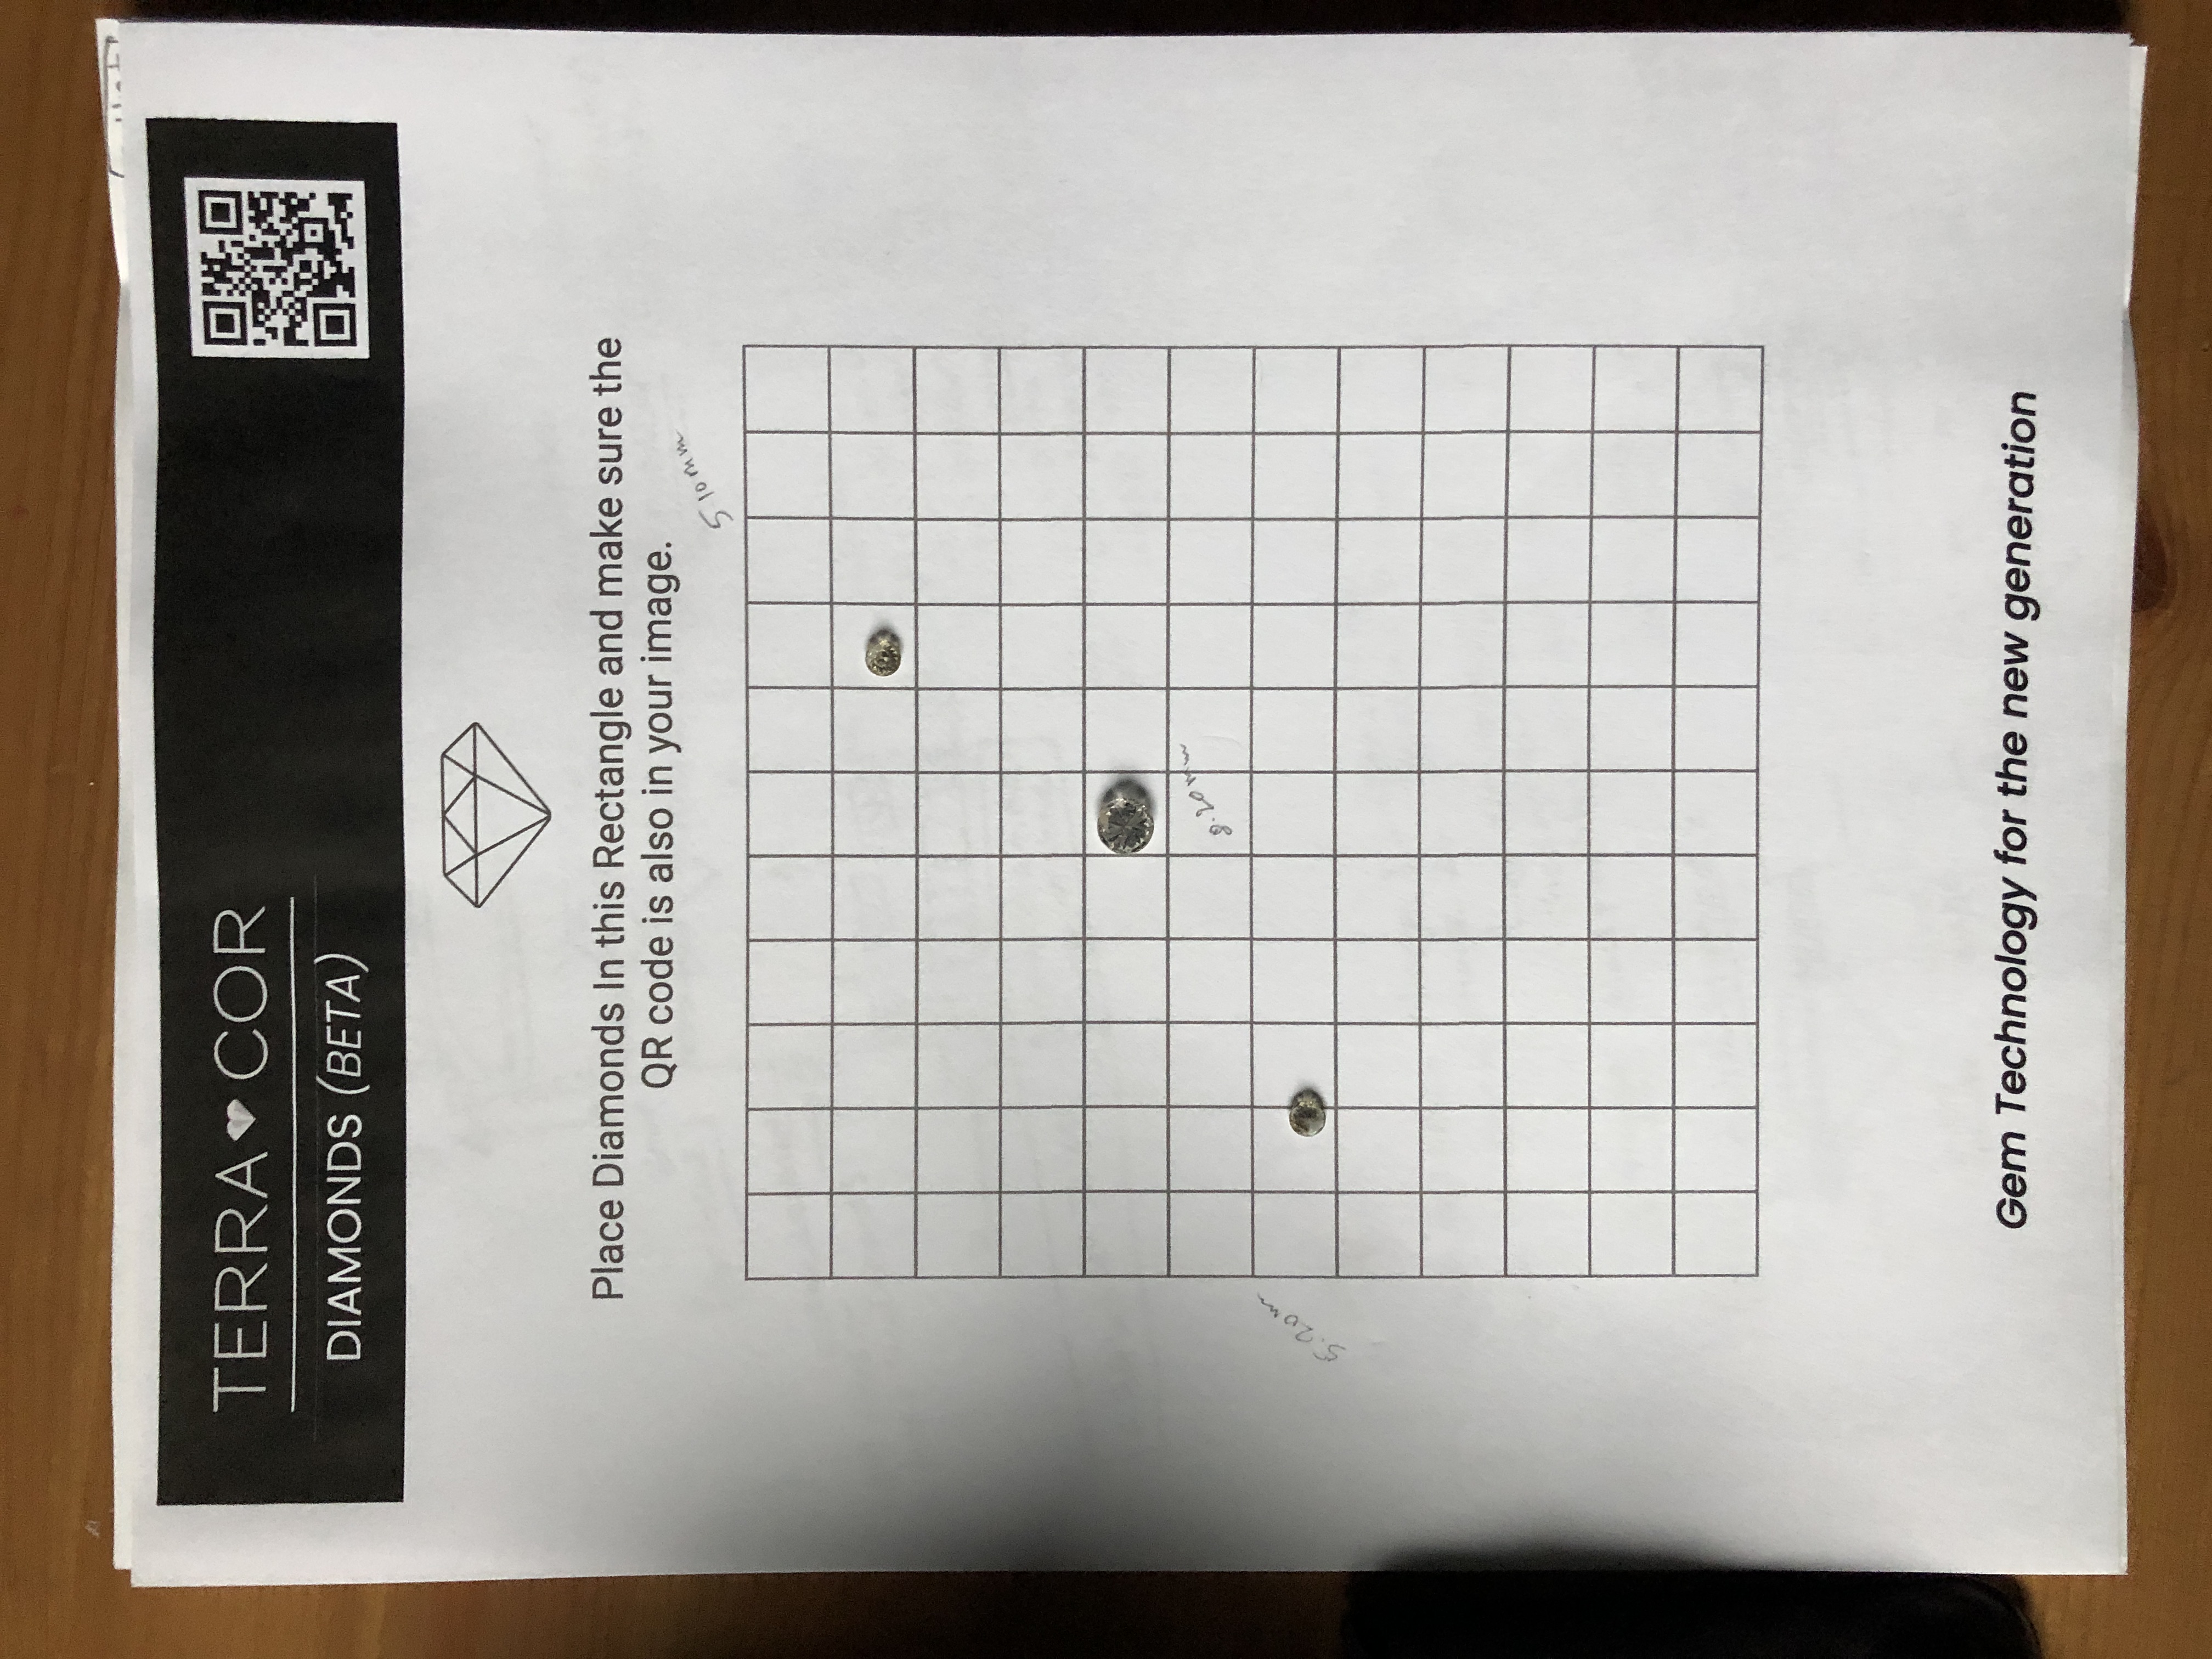 TERRA COR
DIAMONDS (BETA)
Place Diamonds In this Rectangle and make sure the
QR code is also in your image.
5 10mm
8.20mm
5.20m
Gem Technology for the new generation